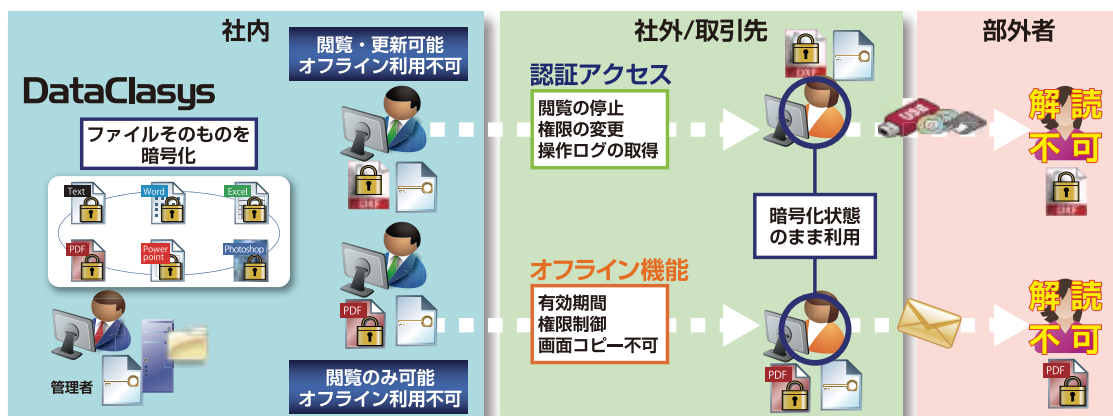 社内
閲覧・更新可能
オフライン利用不可
DataClasys
ファイルそのものを
暗号化
Text
Word
Excel
PDF
Power
point
Photoshop
管理者
PDF
閲覧のみ可能
オフライン利用不可
社外/取引先
認証アクセス
閲覧の停止
権限の変更
操作ログの取得
暗号化状態
のまま利用
オフライン機能
有効期間
権限制御
画面コピー不可
PDF
部外者
USB
解読
不可
解読
不可
PDF